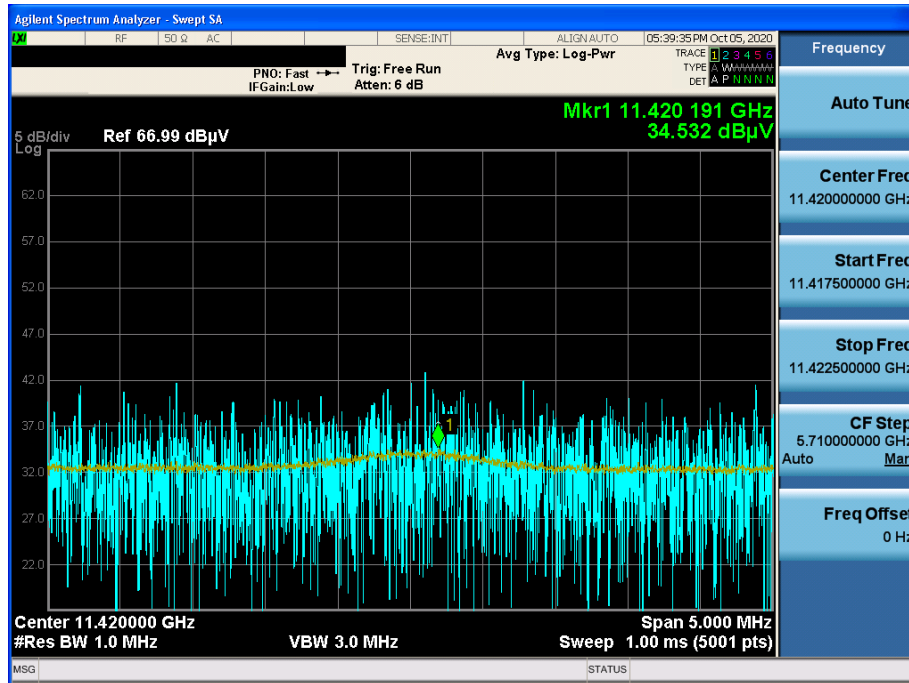 Agilent Spectrum Analyzer - Swept SA
LXI RF 50 Ω AC SENSE:INT ALIGN AUTO 05:39:35 PM Oct 05, 2020
PNO: Fast Trig: Free Run Avg Type: Log-Pwr TRACE 1 2 3 4 5 6
IFGain:Low Atten: 6 dB TYPE A WWWWW
DET A P N N N N
Mkr1 11.420 191 GHz
34.532 dBµV
5 dB/div Ref 66.99 dBµV
Log
62.0
57.0
52.0
47.0
42.0
37.0
32.0
27.0
22.0
1
Center 11.420000 GHz Span 5.000 MHz
#Res BW 1.0 MHz VBW 3.0 MHz Sweep 1.00 ms (5001 pts)
MSG STATUS
Frequency
Auto Tune
Center Freq
11.420000000 GHz
Start Freq
11.417500000 GHz
Stop Freq
11.422500000 GHz
CF Step
5.710000000 GHz
Auto Man
Freq Offset
0 Hz